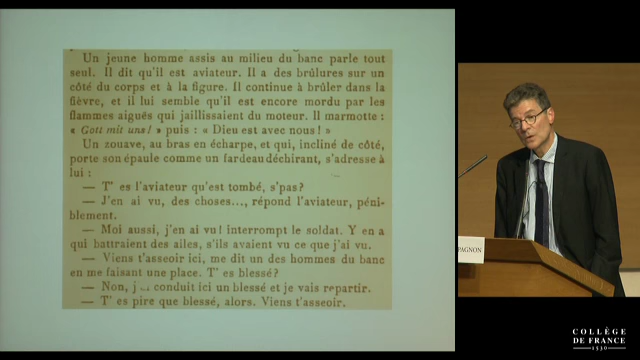 Un jeune homme assis au milieu du banc parle tout
seul. Il dit qu'il est aviateur. Il a des brûlures sur un
côté du corps et à la figure. Il continue à brûler dans la
fièvre, et il lui semble qu'il est encore mordu par les
flammes aiguës qui jaillissaient du moteur. Il marmotte :
« Gott mit uns! » puis : « Dieu est avec nous! »
Un zouave, au bras en écharpe, et qui, incliné de côté,
porte son épaule comme un fardeau déchirant, s'adresse à
lui :
— T' es l'aviateur qu'est tombé, s'pas?
— J'en ai vu, des choses..., répond l'aviateur, péni-
blement.
— Moi aussi, j'en ai vu! interrompt le soldat. Y en a
qui battraient des ailes, s'ils avaient vu ce que j'ai vu.
— Viens t'asseoir ici, me dit un des hommes du banc
en me faisant une place. T' es blessé?
— Non, conduit ici un blessé et je vais repartir.
— T' es pire que blessé, alors. Viens t'asseoir.
PAGNON
COLLÈGE
DE FRANCE
1530